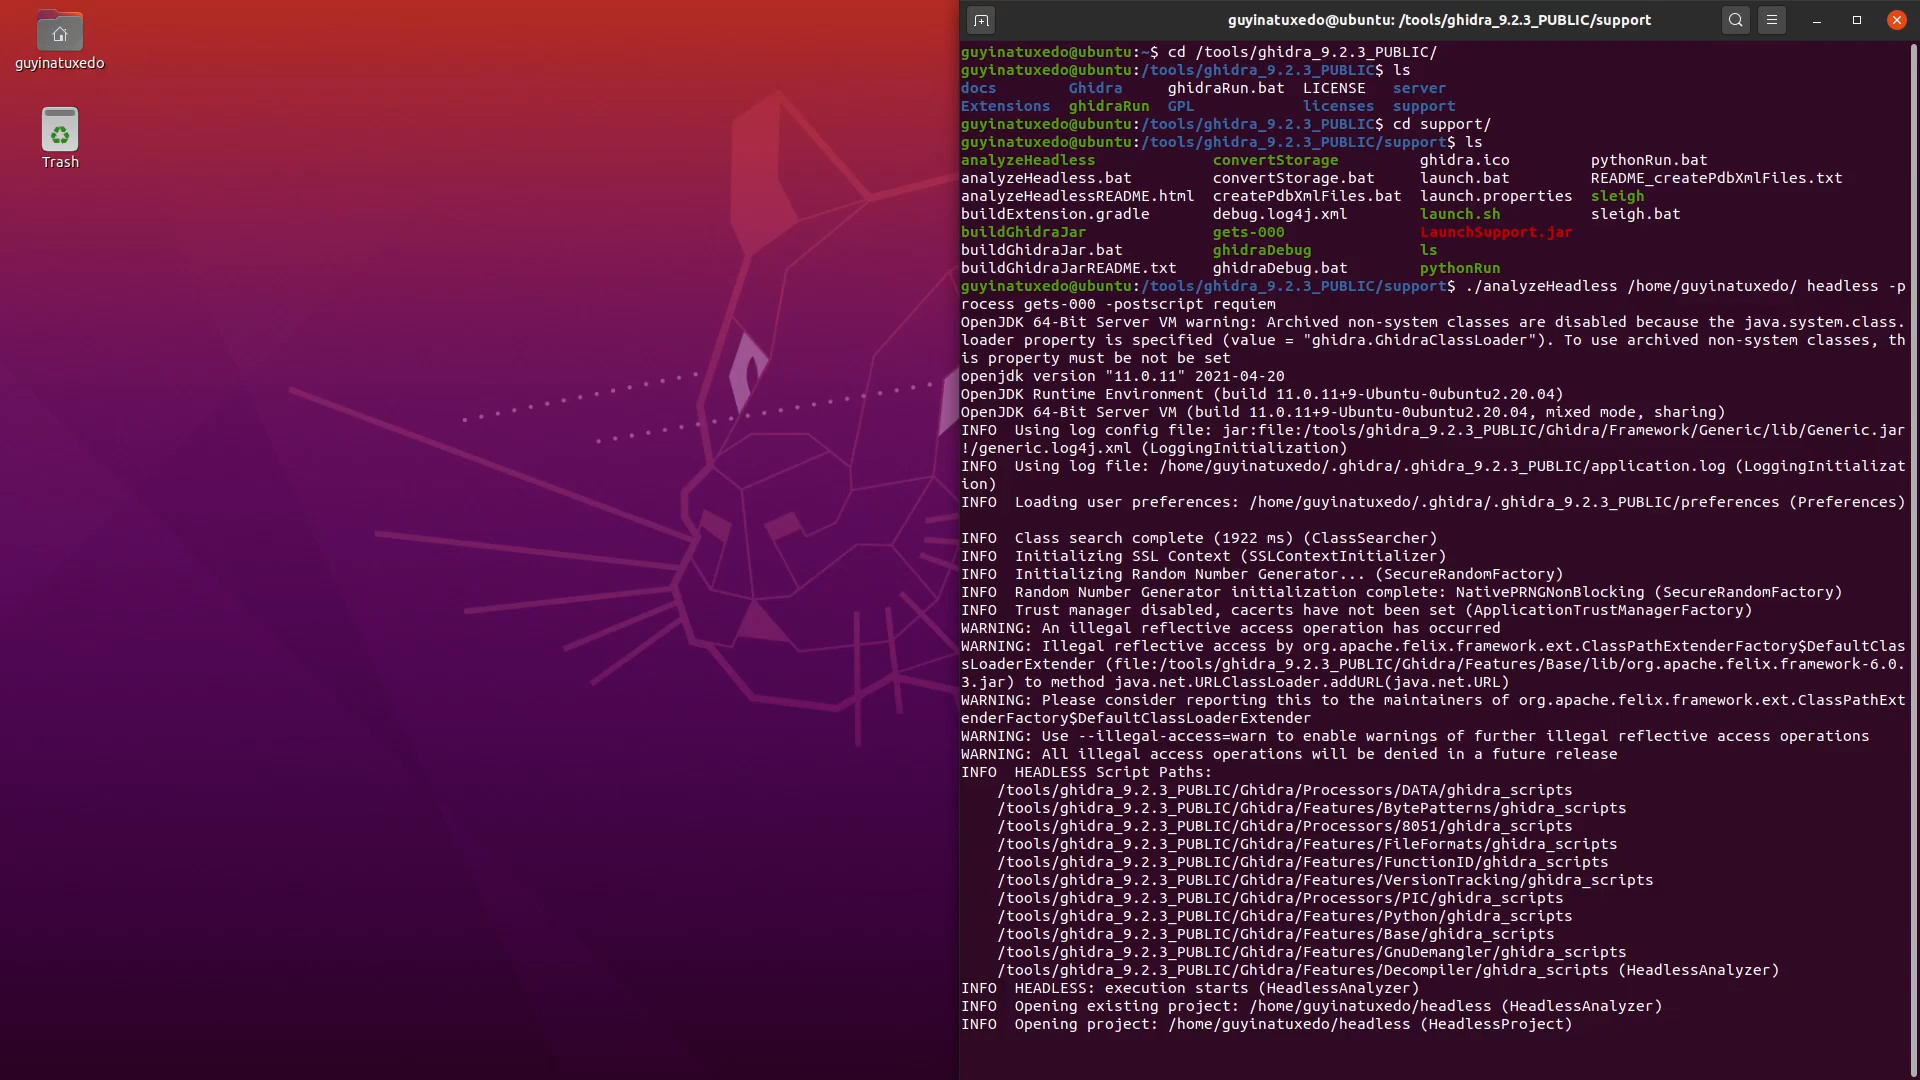 guyinatuxedo
Trash
guyinatuxedo@ubuntu: /tools/ghidra_9.2.3_PUBLIC/support
guyinatuxedo@ubuntu:~$ cd /tools/ghidra_9.2.3_PUBLIC/
guyinatuxedo@ubuntu:/tools/ghidra_9.2.3_PUBLIC$ ls
docs        Ghidra     ghidraRun.bat  LICENSE   server
Extensions  ghidraRun  GPL            licenses  support
guyinatuxedo@ubuntu:/tools/ghidra_9.2.3_PUBLIC$ cd support/
guyinatuxedo@ubuntu:/tools/ghidra_9.2.3_PUBLIC/support$ ls
analyzeHeadless             convertStorage         ghidra.ico         pythonRun.bat
analyzeHeadless.bat         convertStorage.bat     launch.bat         README_createPdbXmlFiles.txt
analyzeHeadlessREADME.html  createPdbXmlFiles.bat  launch.properties  sleigh
buildExtension.gradle       debug.log4j.xml        launch.sh          sleigh.bat
buildGhidraJar              gets-000               LaunchSupport.jar
buildGhidraJar.bat          ghidraDebug            ls
buildGhidraJarREADME.txt    ghidraDebug.bat        pythonRun
guyinatuxedo@ubuntu:/tools/ghidra_9.2.3_PUBLIC/support$ ./analyzeHeadless /home/guyinatuxedo/ headless -p
rocess gets-000 -postscript requiem
OpenJDK 64-Bit Server VM warning: Archived non-system classes are disabled because the java.system.class.
loader property is specified (value = "ghidra.GhidraClassLoader"). To use archived non-system classes, th
is property must be not be set
openjdk version "11.0.11" 2021-04-20
OpenJDK Runtime Environment (build 11.0.11+9-Ubuntu-0ubuntu2.20.04)
OpenJDK 64-Bit Server VM (build 11.0.11+9-Ubuntu-0ubuntu2.20.04, mixed mode, sharing)
INFO  Using log config file: jar:file:/tools/ghidra_9.2.3_PUBLIC/Ghidra/Framework/Generic/lib/Generic.jar
!/generic.log4j.xml (LoggingInitialization)
INFO  Using log file: /home/guyinatuxedo/.ghidra/.ghidra_9.2.3_PUBLIC/application.log (LoggingInitializat
ion)
INFO  Loading user preferences: /home/guyinatuxedo/.ghidra/.ghidra_9.2.3_PUBLIC/preferences (Preferences)
INFO  Class search complete (1922 ms) (ClassSearcher)
INFO  Initializing SSL Context (SSLContextInitializer)
INFO  Initializing Random Number Generator... (SecureRandomFactory)
INFO  Random Number Generator initialization complete: NativePRNGNonBlocking (SecureRandomFactory)
INFO  Trust manager disabled, cacerts have not been set (ApplicationTrustManagerFactory)
WARNING: An illegal reflective access operation has occurred
WARNING: Illegal reflective access by org.apache.felix.framework.ext.ClassPathExtenderFactory$DefaultClas
sLoaderExtender (file:/tools/ghidra_9.2.3_PUBLIC/Ghidra/Features/Base/lib/org.apache.felix.framework-6.0.
3.jar) to method java.net.URLClassLoader.addURL(java.net.URL)
WARNING: Please consider reporting this to the maintainers of org.apache.felix.framework.ext.ClassPathExt
enderFactory$DefaultClassLoaderExtender
WARNING: Use --illegal-access=warn to enable warnings of further illegal reflective access operations
WARNING: All illegal access operations will be denied in a future release
INFO  HEADLESS Script Paths:
    /tools/ghidra_9.2.3_PUBLIC/Ghidra/Processors/DATA/ghidra_scripts
    /tools/ghidra_9.2.3_PUBLIC/Ghidra/Features/BytePatterns/ghidra_scripts
    /tools/ghidra_9.2.3_PUBLIC/Ghidra/Processors/8051/ghidra_scripts
    /tools/ghidra_9.2.3_PUBLIC/Ghidra/Features/FileFormats/ghidra_scripts
    /tools/ghidra_9.2.3_PUBLIC/Ghidra/Features/FunctionID/ghidra_scripts
    /tools/ghidra_9.2.3_PUBLIC/Ghidra/Features/VersionTracking/ghidra_scripts
    /tools/ghidra_9.2.3_PUBLIC/Ghidra/Processors/PIC/ghidra_scripts
    /tools/ghidra_9.2.3_PUBLIC/Ghidra/Features/Python/ghidra_scripts
    /tools/ghidra_9.2.3_PUBLIC/Ghidra/Features/Base/ghidra_scripts
    /tools/ghidra_9.2.3_PUBLIC/Ghidra/Features/GnuDemangler/ghidra_scripts
    /tools/ghidra_9.2.3_PUBLIC/Ghidra/Features/Decompiler/ghidra_scripts (HeadlessAnalyzer)
INFO  HEADLESS: execution starts (HeadlessAnalyzer)
INFO  Opening existing project: /home/guyinatuxedo/headless (HeadlessAnalyzer)
INFO  Opening project: /home/guyinatuxedo/headless (HeadlessProject)